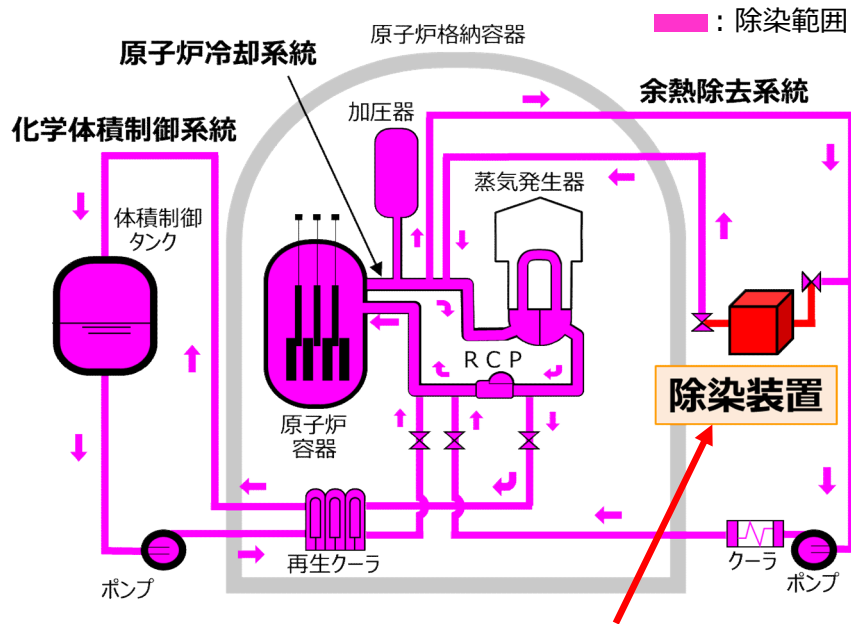 ：除染範囲
原子炉格納容器
原子炉冷却系統
余熱除去系統
加圧器
化学体積制御系統
蒸気発生器
体積制御
タンク
ＲＣＰ
除染装置
原子炉
容器
再生クーラ
クーラ
ポンプ
ポンプ